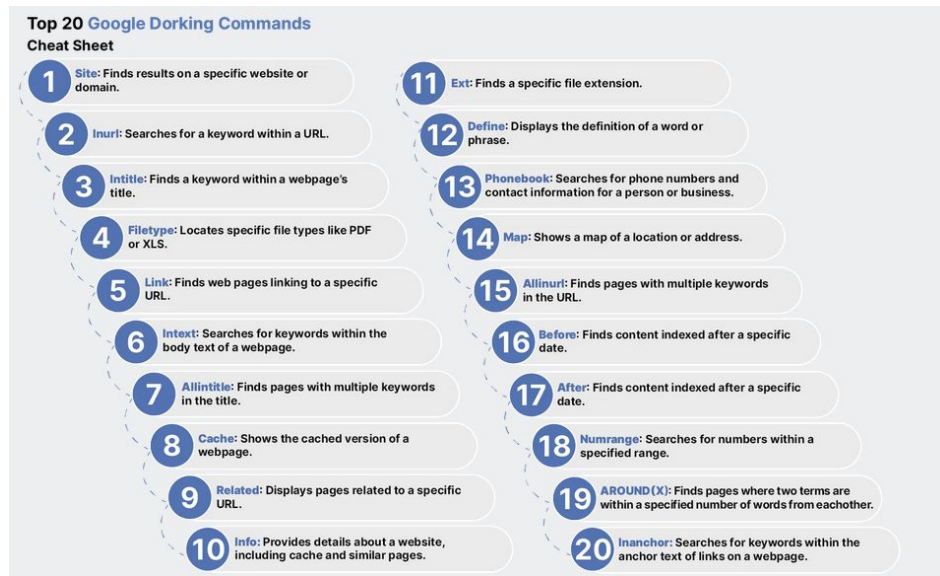 Top 20 Google Dorking Commands
Cheat Sheet
1
Site: Finds results on a specific website or
domain.
2
Inurl: Searches for a keyword within a URL.
3
Intitle: Finds a keyword within a webpage's
title.
4
Filetype: Locates specific file types like PDF
or XLS.
5
Link: Finds web pages linking to a specific
URL.
6
Intext: Searches for keywords within the
body text of a webpage.
7
Allintitle: Finds pages with multiple keywords
in the title.
8
Cache: Shows the cached version of a
webpage.
9
Related: Displays pages related to a specific
URL.
10
Info: Provides details about a website,
including cache and similar pages.
11
Ext: Finds a specific file extension.
12
Define: Displays the definition of a word or
phrase.
13
Phonebook: Searches for phone numbers and
contact information for a person or business.
14
Map: Shows a map of a location or address.
15
Allinurl: Finds pages with multiple keywords
in the URL.
16
Before: Finds content indexed after a specific
date.
17
After: Finds content indexed after a specific
date.
18
Numrange: Searches for numbers within a
specified range.
19
AROUND(X): Finds pages where two terms are
within a specified number of words from eachother.
20
Inanchor: Searches for keywords within the
anchor text of links on a webpage.